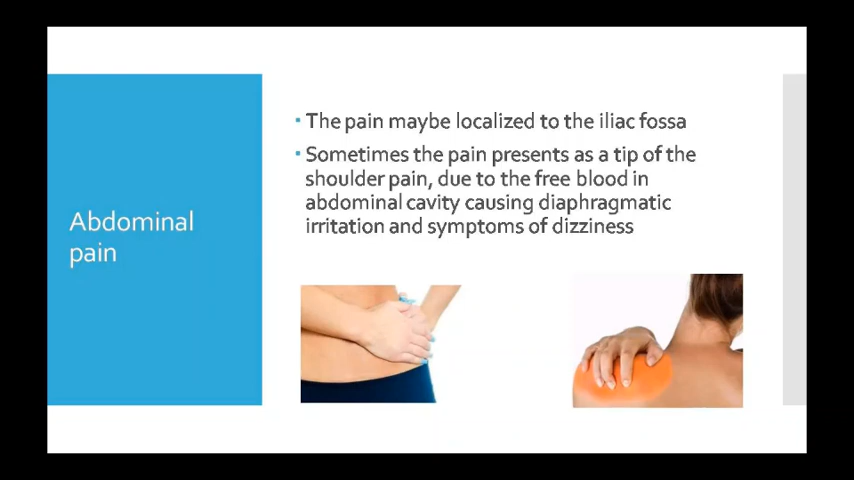 Abdominal
pain
The pain maybe localized to the iliac fossa
Sometimes the pain presents as a tip of the
shoulder pain, due to the free blood in
abdominal cavity causing diaphragmatic
irritation and symptoms of dizziness